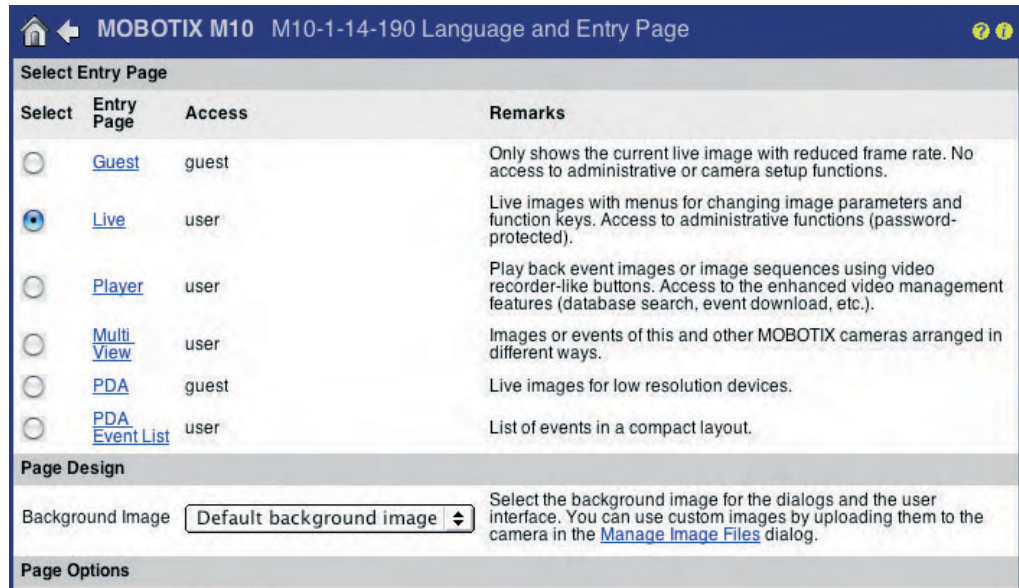 MOBOTIX M10 M10-1-14-190 Language and Entry Page ? i
Select Entry Page
Select Entry Page Access Remarks
Guest guest Only shows the current live image with reduced frame rate. No
access to administrative or camera setup functions.
Live user Live images with menus for changing image parameters and
function keys. Access to administrative functions (password-
protected).
Player user Play back event images or image sequences using video
recorder-like buttons. Access to the enhanced video management
features (database search, event download, etc.).
Multi View user Images or events of this and other MOBOTIX cameras arranged in
different ways.
PDA guest Live images for low resolution devices.
PDA Event List user List of events in a compact layout.
Page Design
Background Image Default background image Select the background image for the dialogs and the user
interface. You can use custom images by uploading them to the
camera in the Manage Image Files dialog.
Page Options